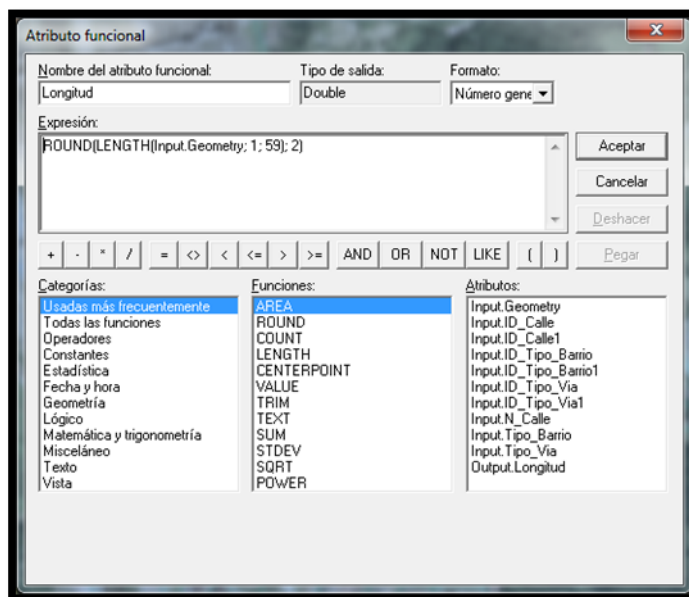 Atributo funcional
Nombre del atributo funcional:
Tipo de salida:
Formato:
Longitud
Double
Número gene
Expresión:
ROUND(LENGTH(Input.Geometry; 1; 59); 2)
Aceptar
Cancelar
Deshacer
Pegar
+ - * / = <> < <= > >= AND OR NOT LIKE ( )
Categorías:
Usadas más frecuentemente
Todas las funciones
Operadores
Constantes
Estadística
Fecha y hora
Geometría
Lógico
Matemática y trigonometría
Misceláneo
Texto
Vista
Funciones:
AREA
ROUND
COUNT
LENGTH
CENTERPOINT
VALUE
TRIM
TEXT
SUM
STDEV
SQRT
POWER
Atributos:
Input.Geometry
Input.ID_Calle
Input.ID_Calle1
Input.ID_Tipo_Barrio
Input.ID_Tipo_Barrio1
Input.ID_Tipo_Via
Input.ID_Tipo_Via1
Input.N_Calle
Input.Tipo_Barrio
Input.Tipo_Via
Output.Longitud